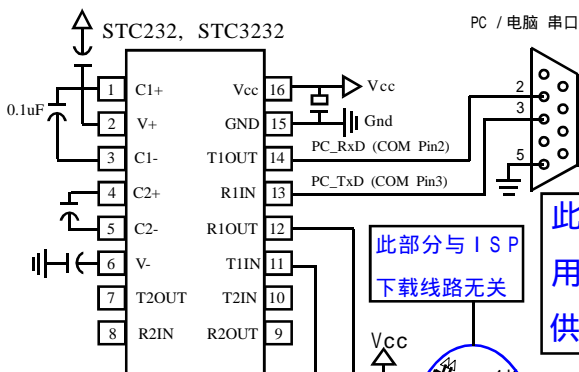 PC / 电脑 串口
STC232, STC3232
1 C1+ Vcc 16 Vcc
0.1uF
2 V+ GND 15 Gnd
3 C1- T1OUT 14 PC_RxD (COM Pin2)
4 C2+ R1IN 13 PC_TxD (COM Pin3)
5 C2- R1OUT 12
6 V- T1IN 11
7 T2OUT T2IN 10
8 R2IN R2OUT 9
2
3
5
此部分与ISP
下载线路无关
此
用
供
Vcc